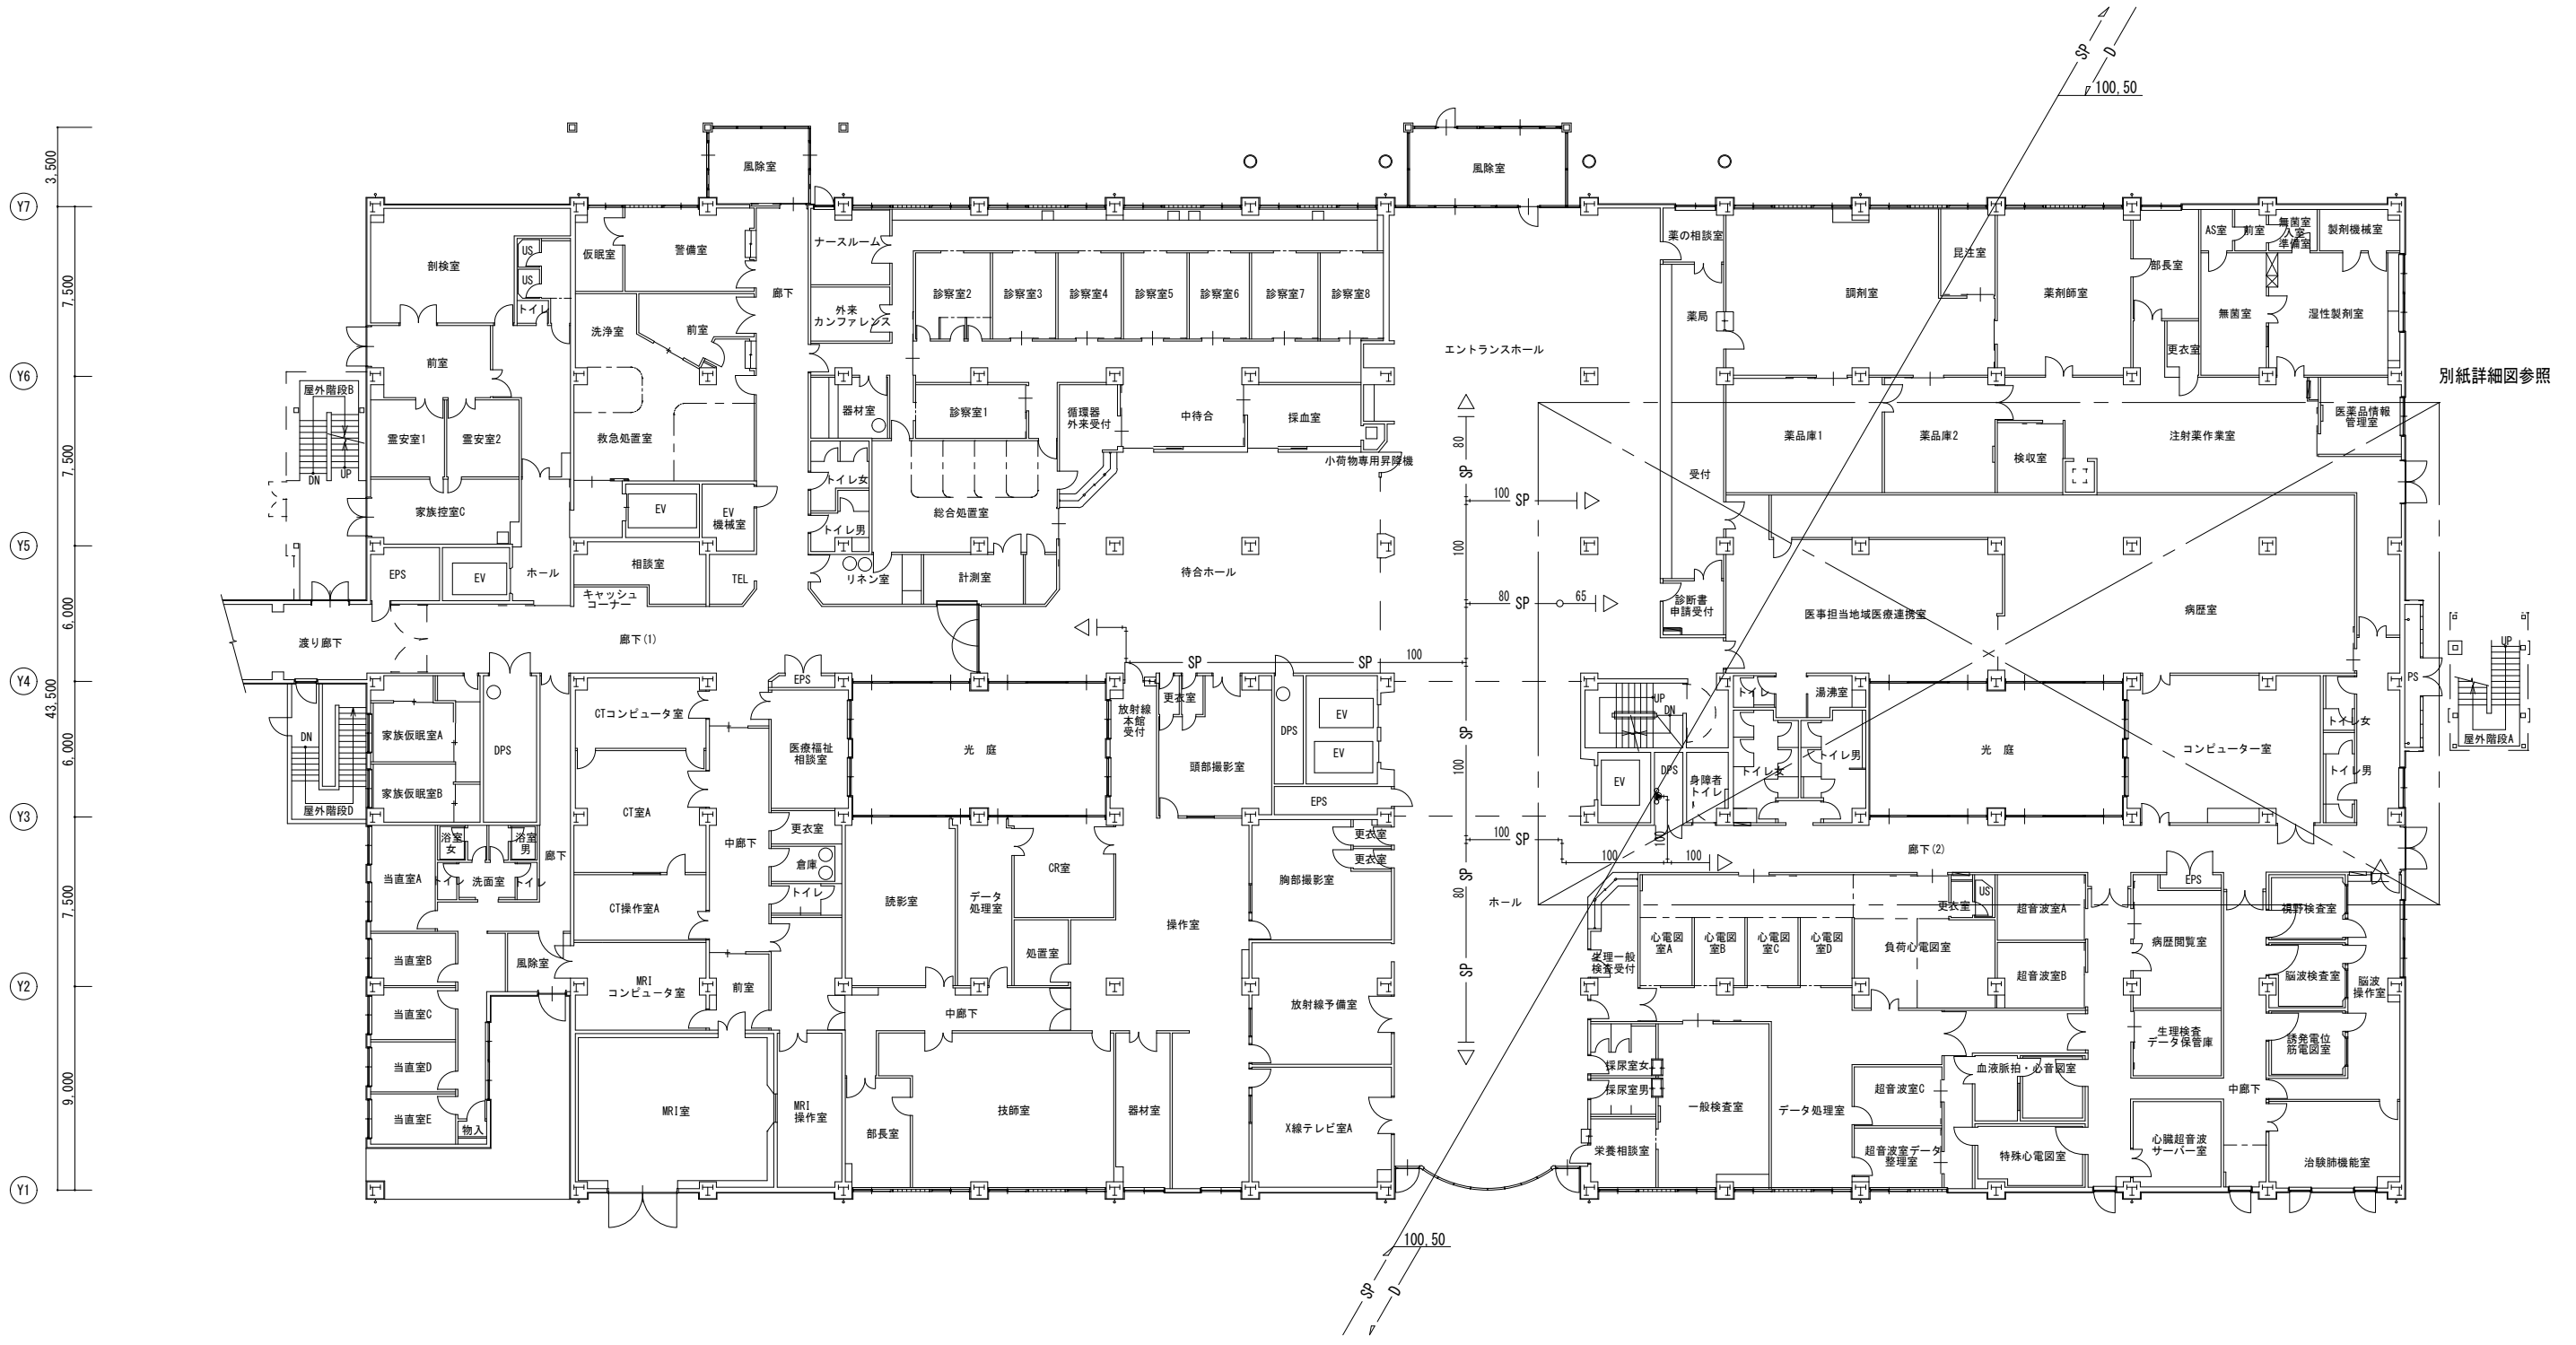 SP
D
100,50
3,500
風除室
風除室
Y7
薬の相談室
ナースルーム
仮眠室
警備室
剖検室
US
US
トイレ
AS室
前室
無菌室
入室
準備室
製剤機械室
部長室
診察室2
診察室3
診察室4
診察室5
診察室6
診察室7
診察室8
廊下
調剤室
薬剤師室
7,500
外来
カンファレンス
洗浄室
前室
薬局
無菌室
湿性製剤室
エントランスホール
更衣室
前室
Y6
別紙詳細図参照
屋外階段B
器材室
診察室1
循環器
外来受付
中待合
採血室
医薬品情報
管理室
霊安室1
霊安室2
救急処置室
薬品庫1
薬品庫2
注射薬作業室
80
SP
7,500
検収室
小荷物専用昇降機
UP
DN
トイレ女
受付
100
SP
家族控室C
EV
EV
機械室
総合処置室
トイレ男
Y5
100
相談室
EPS
EV
ホール
TEL
リネン室
計測室
待合ホール
キャッシュ
コーナー
80
SP
65
診断書
申請受付
医事担当地域医療連携室
病歴室
6,000
渡り廊下
廊下(1)
UP
SP
SP
100
Y4
43,500
EPS
PS
CTコンピュータ室
放射線
本館
受付
更衣室
トイレ
湯沸室
UP
DN
EV
SP
DN
家族仮眠室A
DPS
DPS
トイレ女
屋外階段A
医療福祉
相談室
光 庭
光 庭
コンピューター室
6,000
EV
トイレ男
頭部撮影室
100
トイレ女
DPS
トイレ男
EV
身障者
トイレ
家族仮眠室B
EPS
屋外階段D
CT室A
Y3
更衣室
更衣室
浴室
女
浴室
男
100
SP
100
中廊下
廊下(2)
廊下
更衣室
100
100
倉庫
CR室
当直室A
トイレ
洗面室
トイレ
胸部撮影室
SP
EPS
トイレ
US
80
7,500
読影室
データ
処理室
ホール
更衣室
超音波室A
視野検査室
CT操作室A
操作室
心電図
室A
心電図
室B
心電図
室C
心電図
室D
負荷心電図室
病歴閲覧室
処置室
当直室B
風除室
生理一般
検査受付
SP
超音波室B
脳波検査室
MRI
コンピュータ室
前室
脳波
操作室
Y2
放射線予備室
当直室C
中廊下
生理検査
データ保管庫
誘発電位
筋電図室
当直室D
採尿室女
血液脈拍・心音図室
9,000
採尿室男
超音波室C
中廊下
MRI室
MRI
操作室
技師室
器材室
一般検査室
データ処理室
当直室E
物入
部長室
X線テレビ室A
栄養相談室
超音波室データ
整理室
特殊心電図室
心臓超音波
サーバー室
治験肺機能室
Y1
100,50
SP
D